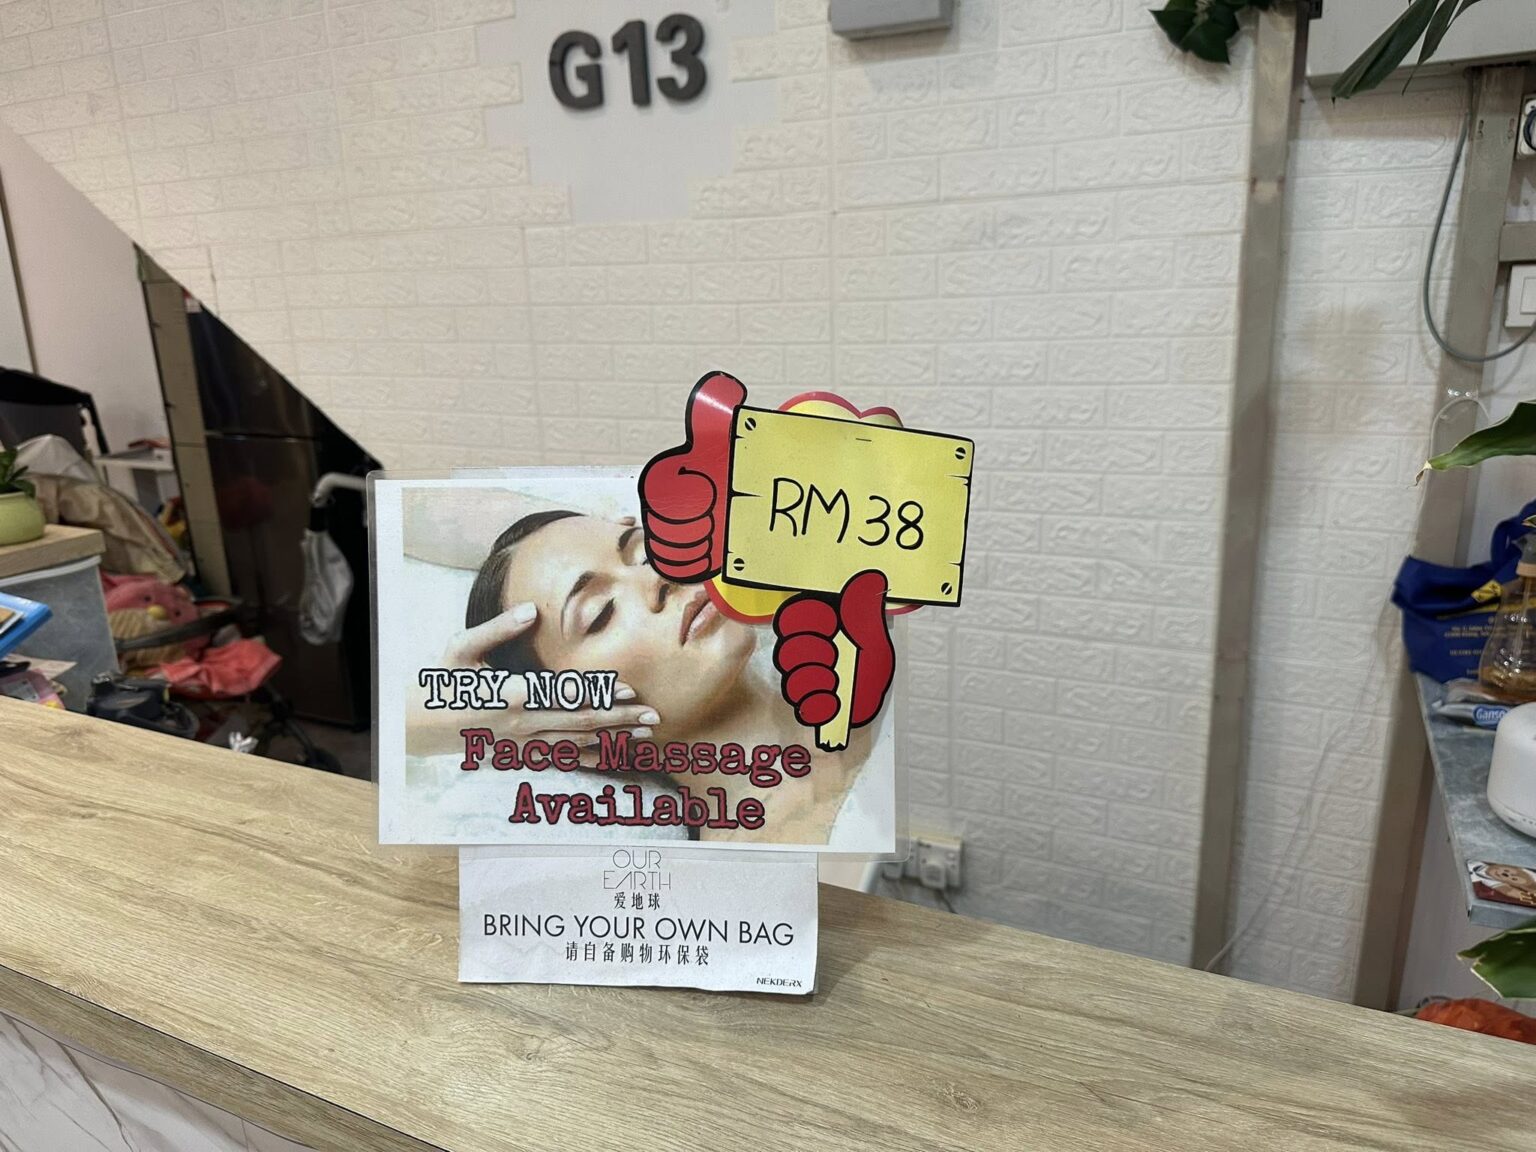 G13
RM38
TRY NOW
Face Massage
Available
OUR
EARTH
爱地球
BRING YOUR OWN BAG
请自备购物环保袋
NEKDERX